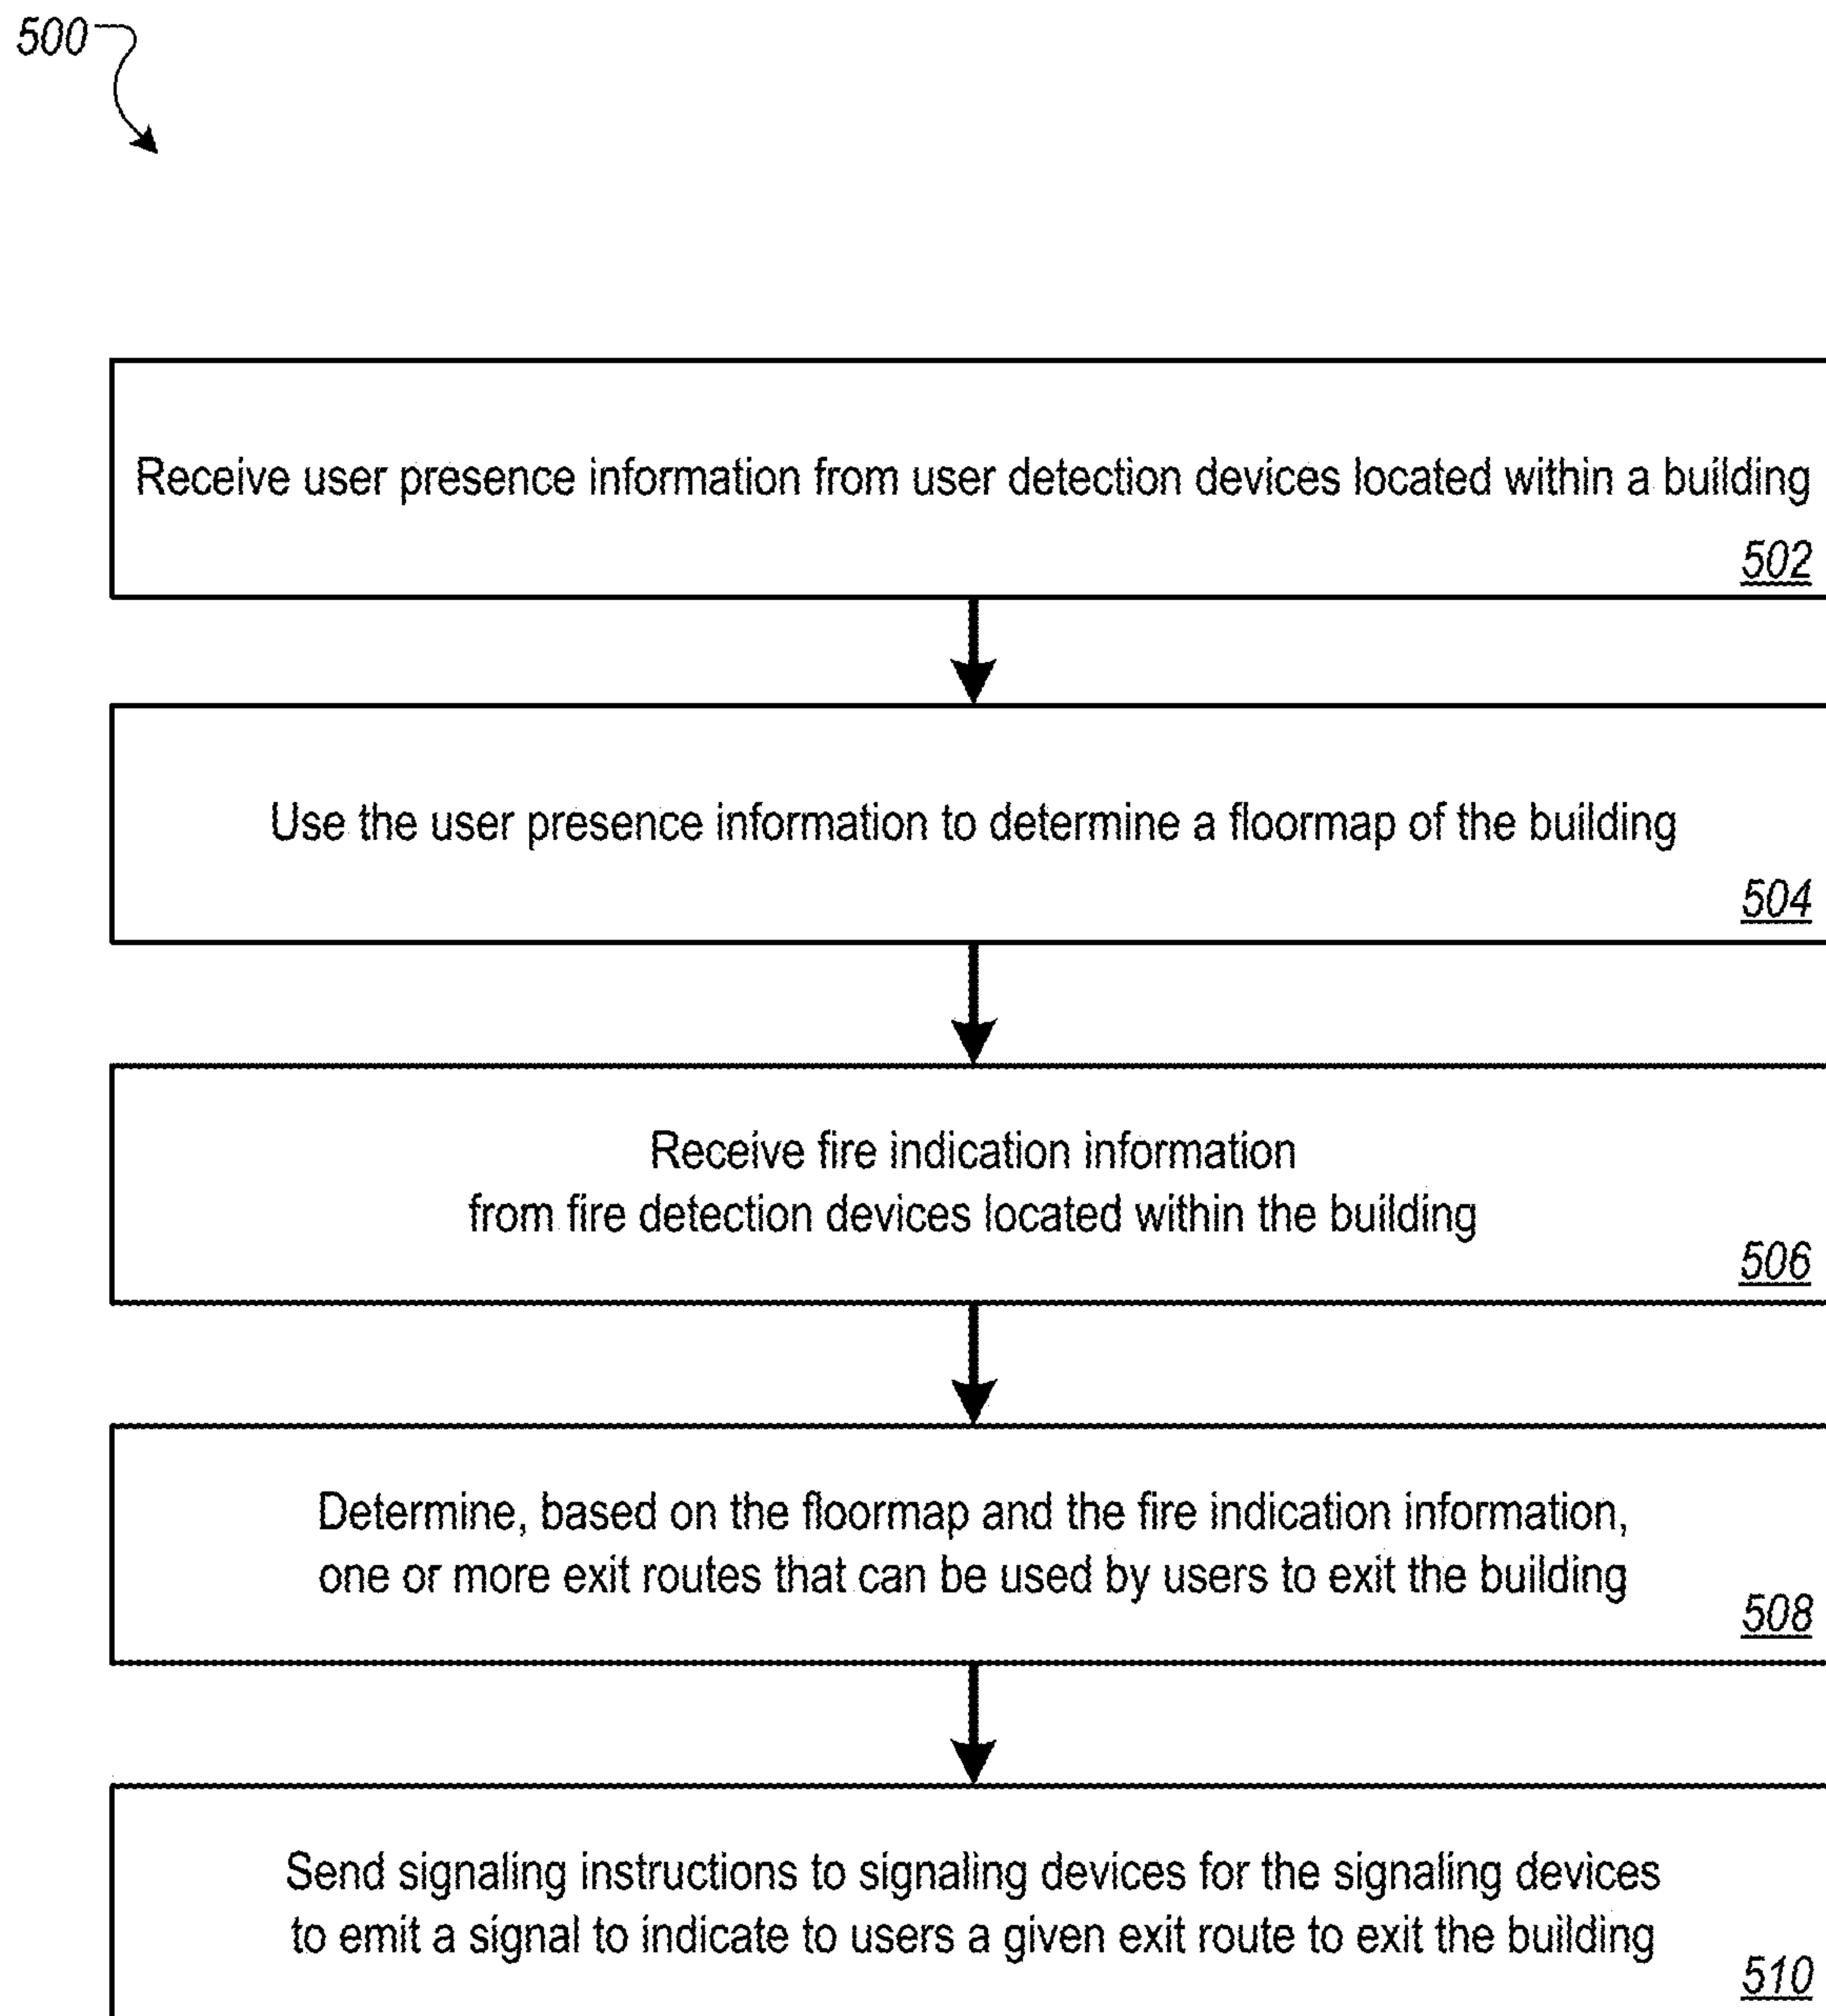 500
Receive user presence information from user detection devices located within a building
502
Use the user presence information to determine a floormap of the building
504
Receive fire indication information
from fire detection devices located within the building
506
Determine, based on the floormap and the fire indication information,
one or more exit routes that can be used by users to exit the building
508
Send signaling instructions to signaling devices for the signaling devices
to emit a signal to indicate to users a given exit route to exit the building
510